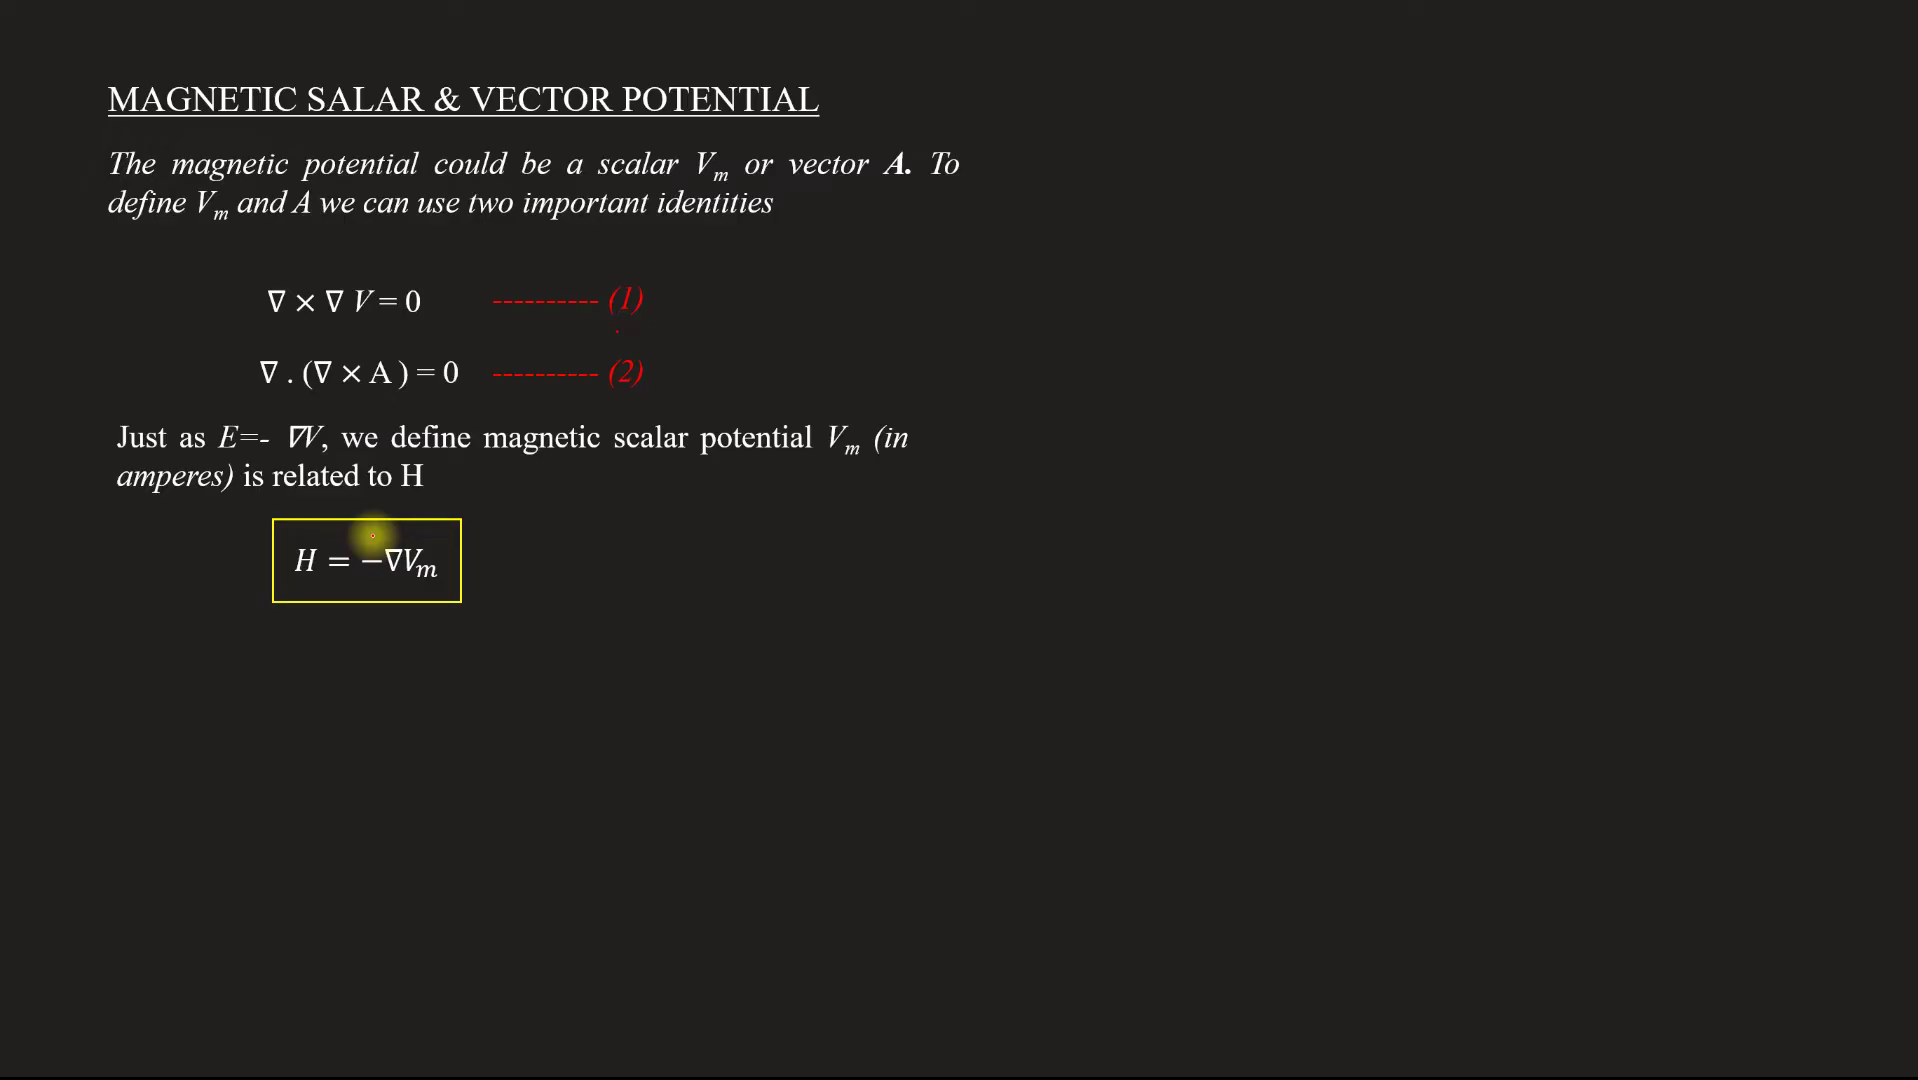 MAGNETIC SALAR & VECTOR POTENTIAL
The magnetic potential could be a scalar Vₘ or vector A. To
define Vₘ and A we can use two important identities
∇ × ∇ V = 0 ---------- (1)
∇ . (∇ × A ) = 0 ---------- (2)
Just as E=- ∇V, we define magnetic scalar potential Vₘ (in
amperes) is related to H
H = −∇Vₘ